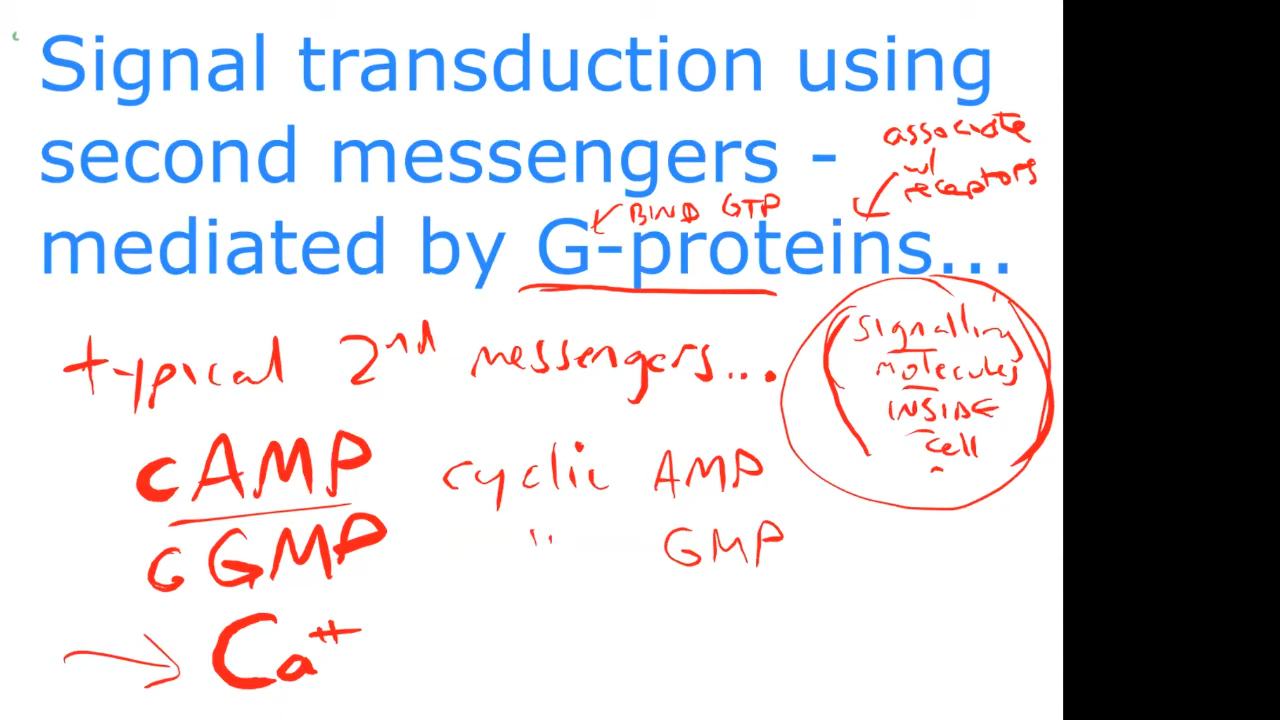 Signal transduction using
second messengers -
mediated by G-proteins...
associate
w/
receptors
BIND GTP
typical 2nd messengers...
signalling
molecules
INSIDE
cell
cAMP cyclic AMP
cGMP " GMP
Ca++